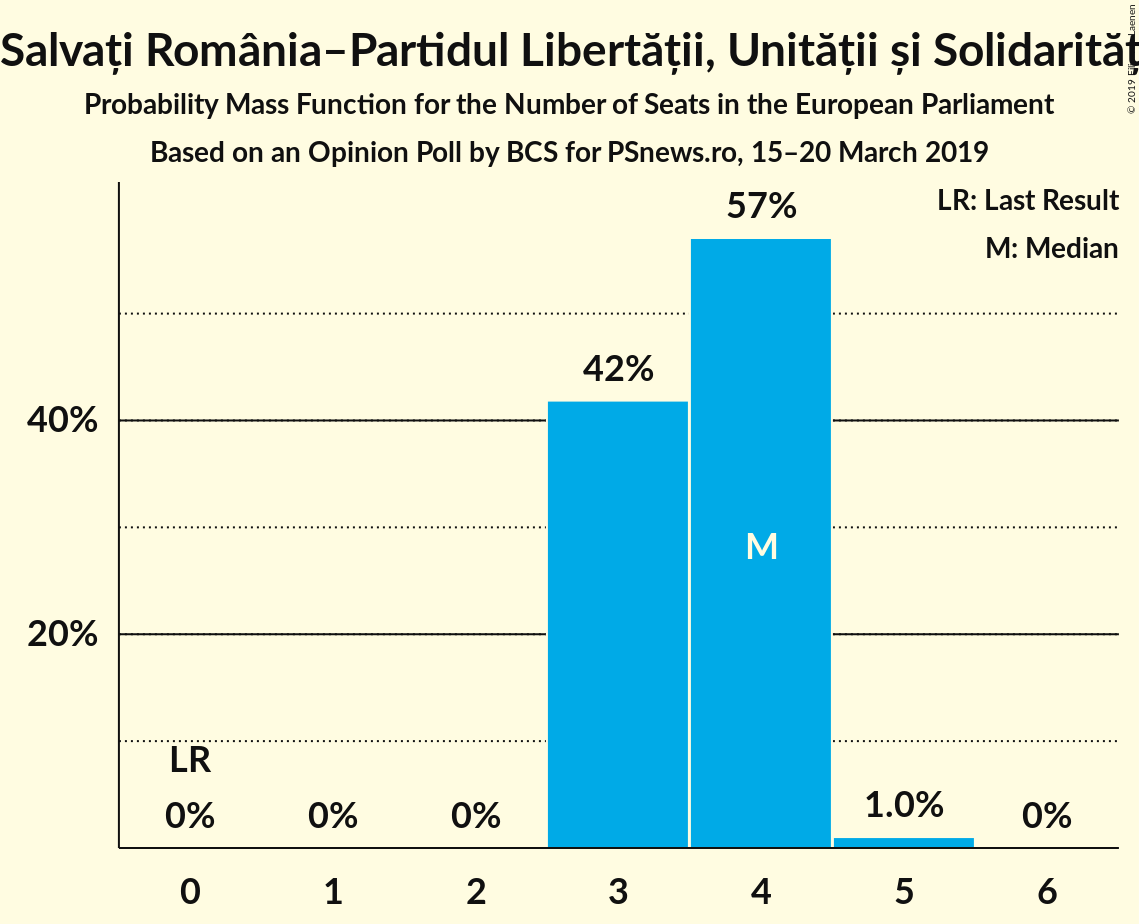 Salvați România–Partidul Libertății, Unității și Solidarităț
Probability Mass Function for the Number of Seats in the European Parliament
Based on an Opinion Poll by BCS for PSnews.ro, 15–20 March 2019
© 2019 Laenen
LR: Last Result
M: Median
57%
42%
40%
M
20%
LR
0% 0% 0% 1.0% 0%
0 1 2 3 4 5 6